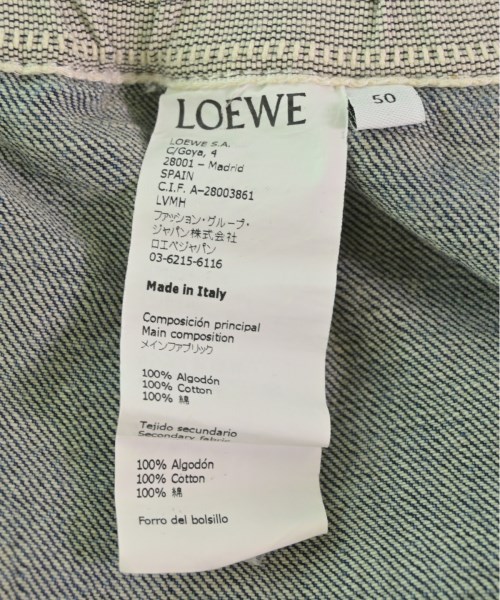 LOEWE
50
LOEWE S.A.
C/Goya, 4
28001 – Madrid
SPAIN
C.I.F. A-28003861
LVMH
ファッション・グループ・
ジャパン株式会社
ロエベジャパン
03-6215-6116
Made in Italy
Composición principal
Main composition
メインファブリック
100% Algodón
100% Cotton
100% 綿
Tejido secundario
Secondary fabric
100% Algodón
100% Cotton
100% 綿
Forro del bolsillo